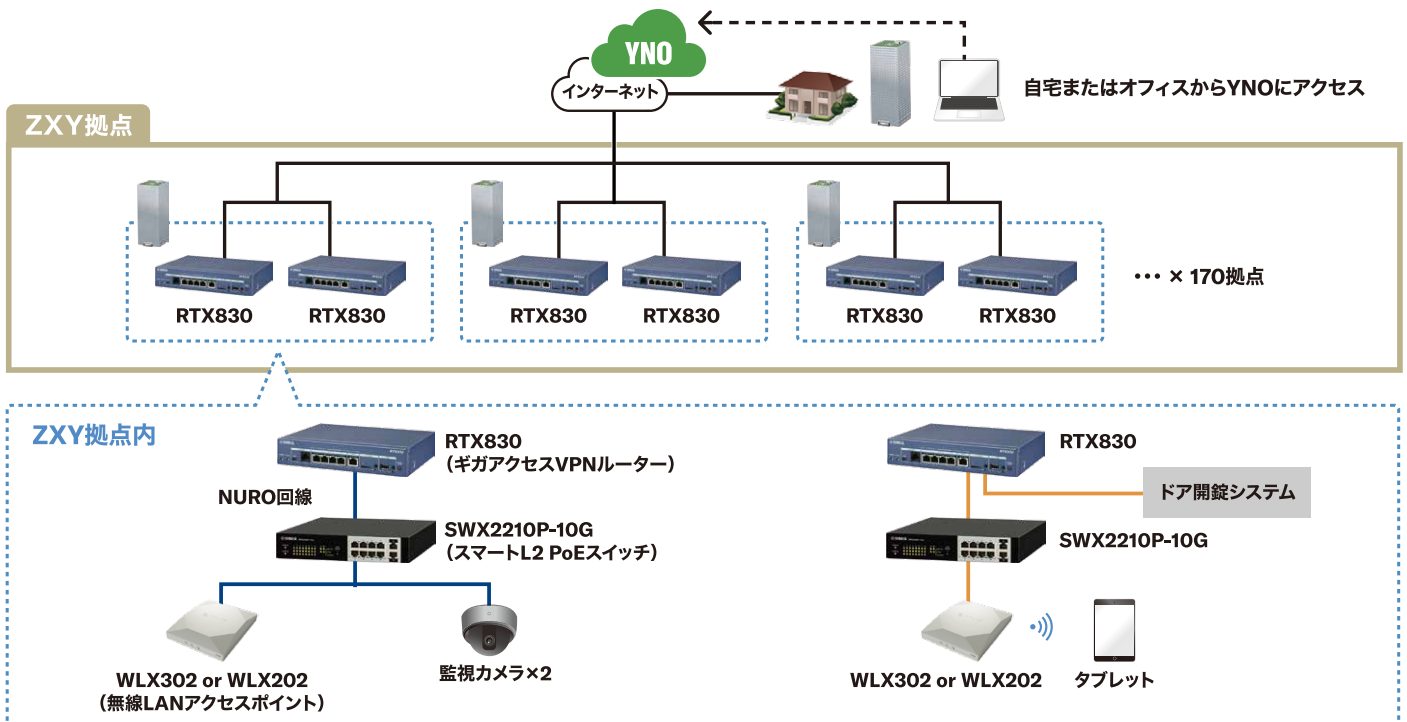 YNO
インターネット
自宅またはオフィスからYNOにアクセス
ZXY拠点
RTX830
RTX830
RTX830
RTX830
RTX830
RTX830
･･･ × 170拠点
ZXY拠点内
RTX830
（ギガアクセスVPNルーター）
NURO回線
SWX2210P-10G
（スマートL2 PoEスイッチ）
WLX302 or WLX202
（無線LANアクセスポイント）
監視カメラ×2
RTX830
ドア開錠システム
SWX2210P-10G
WLX302 or WLX202
タブレット